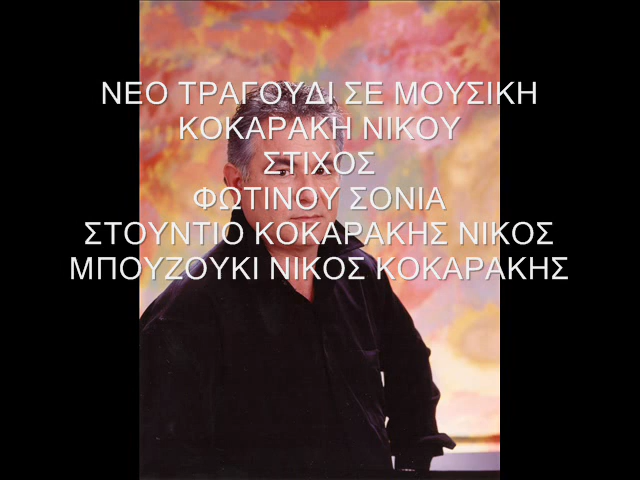 ΝΕΟ ΤΡΑΓΟΥΔΙ ΣΕ ΜΟΥΣΙΚΗ
ΚΟΚΑΡΑΚΗ ΝΙΚΟΥ
ΣΤΙΧΟΣ
ΦΩΤΙΝΟΥ ΣΟΝΙΑ
ΣΤΟΥΝΤΙΟ ΚΟΚΑΡΑΚΗΣ ΝΙΚΟΣ
ΜΠΟΥΖΟΥΚΙ ΝΙΚΟΣ ΚΟΚΑΡΑΚΗΣ